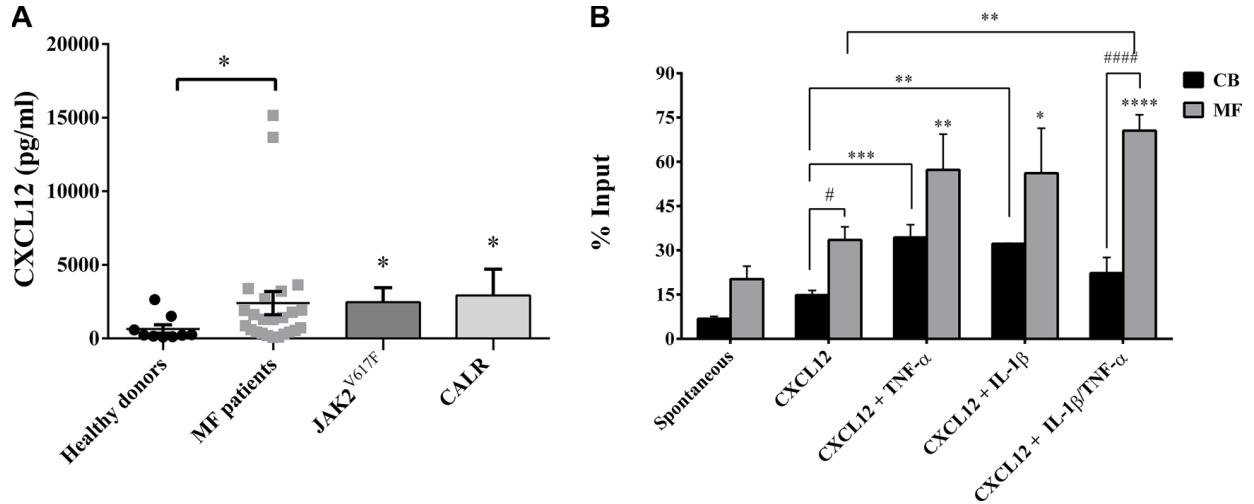 A
CXCL12 (pg/ml)
20000
15000
10000
5000
0
*
*
*
Healthy donors
MF patients
JAK2V617F
CALR
B
% Input
90
75
60
45
30
15
0
**
####
**
CB
MF
****
*
**
***
#
Spontaneous
CXCL12
CXCL12 + TNF-α
CXCL12 + IL-1β
CXCL12 + IL-1β/TNF-α